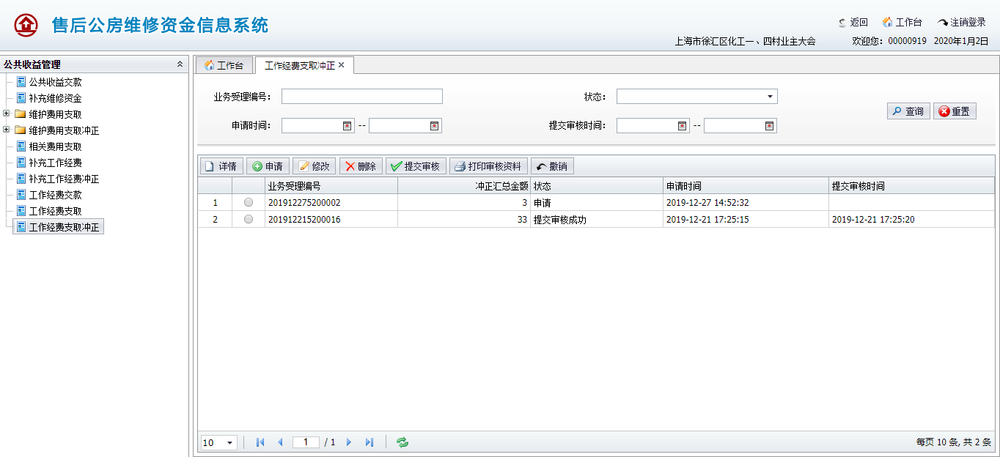 售后公房维修资金信息系统
返回 工作台 注销登录
上海市徐汇区化工一、四村业主大会 欢迎您：00000919 2020年1月2日
公共收益管理
公共收益交款
补充维修资金
维护费用支取
维护费用支取冲正
相关费用支取
补充工作经费
补充工作经费冲正
工作经费交款
工作经费支取
工作经费支取冲正
工作台 工作经费支取冲正 ×
业务受理编号： 状态：
申请时间： -- 提交审核时间： --
查询 重置
详情 申请 修改 删除 提交审核 打印审核资料 撤销
业务受理编号 冲正汇总金额 状态 申请时间 提交审核时间
1 201912275200002 3 申请 2019-12-27 14:52:32
2 201912215200016 33 提交审核成功 2019-12-21 17:25:15 2019-12-21 17:25:20
10 1 / 1 每页 10 条, 共 2 条